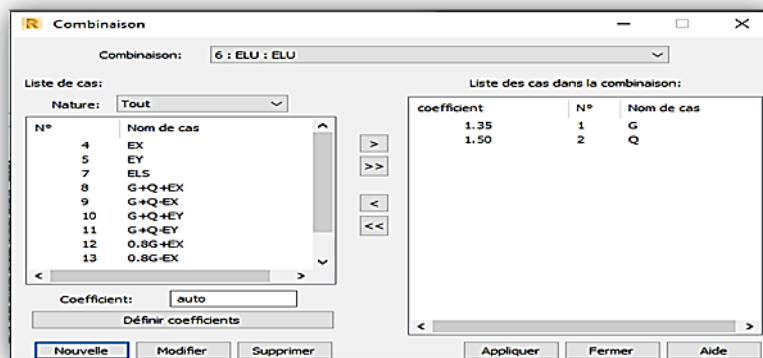 R Combinaison
Combinaison: 6 : ELU : ELU
Liste de cas:
Nature: Tout
N° Nom de cas
4 EX
5 EY
7 ELS
8 G+Q+EX
9 G+Q-EX
10 G+Q+EY
11 G+Q-EY
12 0.8G+EX
13 0.8G-EX
Coefficient: auto
Définir coefficients
Nouvelle Modifier Supprimer
>
>>
<
<<
Liste des cas dans la combinaison:
coefficient N° Nom de cas
1.35 1 G
1.50 2 Q
Appliquer Fermer Aide